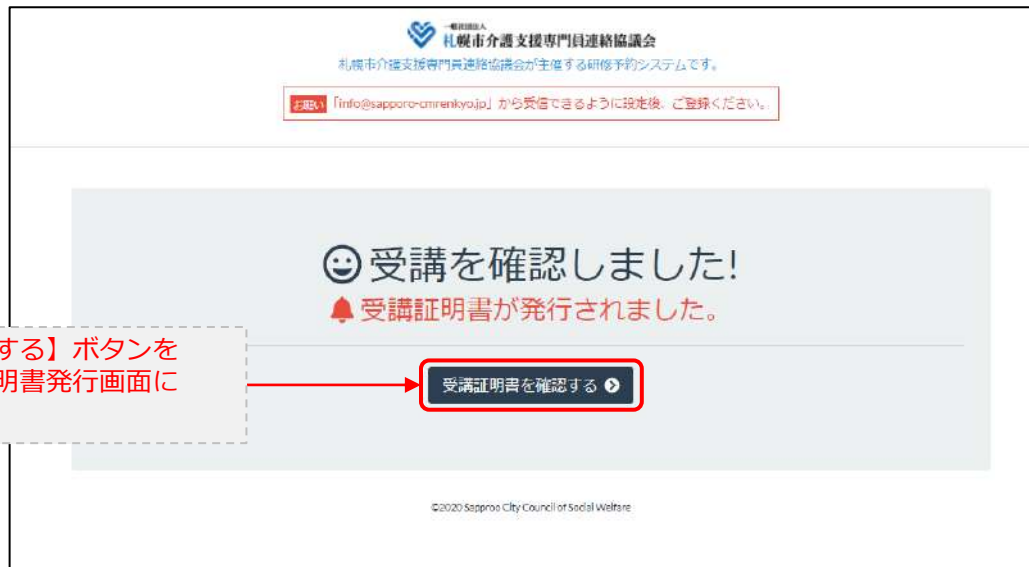 一般社団法人
札幌市介護支援専門員連絡協議会
札幌市介護支援専門員連絡協議会が主催する研修予約システムです。
お願い 「info@sapporo-cmrenkyo.jp」から受信できるように設定後、ご登録ください。
受講を確認しました!
受講証明書が発行されました。
する】ボタンを
明書発行画面に
受講証明書を確認する
©2020 Sapporo City Council of Social Welfare